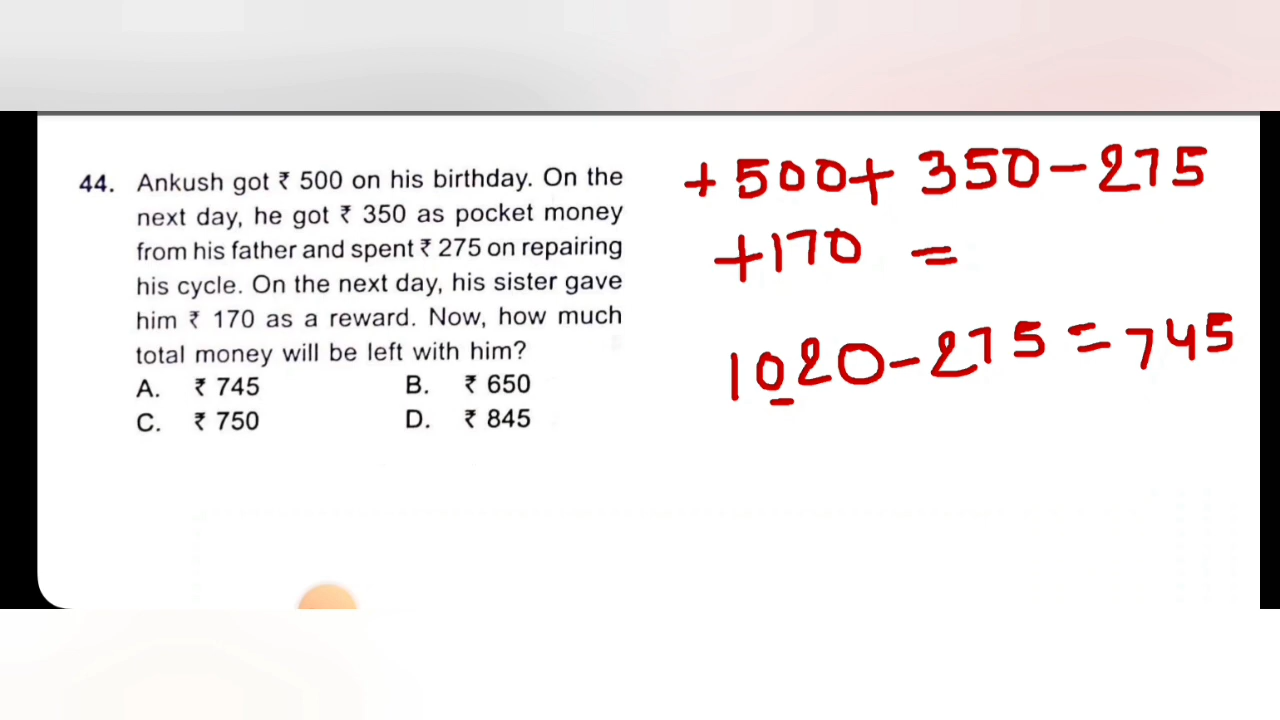 44. Ankush got ₹ 500 on his birthday. On the
next day, he got ₹ 350 as pocket money
from his father and spent ₹ 275 on repairing
his cycle. On the next day, his sister gave
him ₹ 170 as a reward. Now, how much
total money will be left with him?
A. ₹ 745 B. ₹ 650
C. ₹ 750 D. ₹ 845
+500+ 350-275
+170 =
1020-275=745